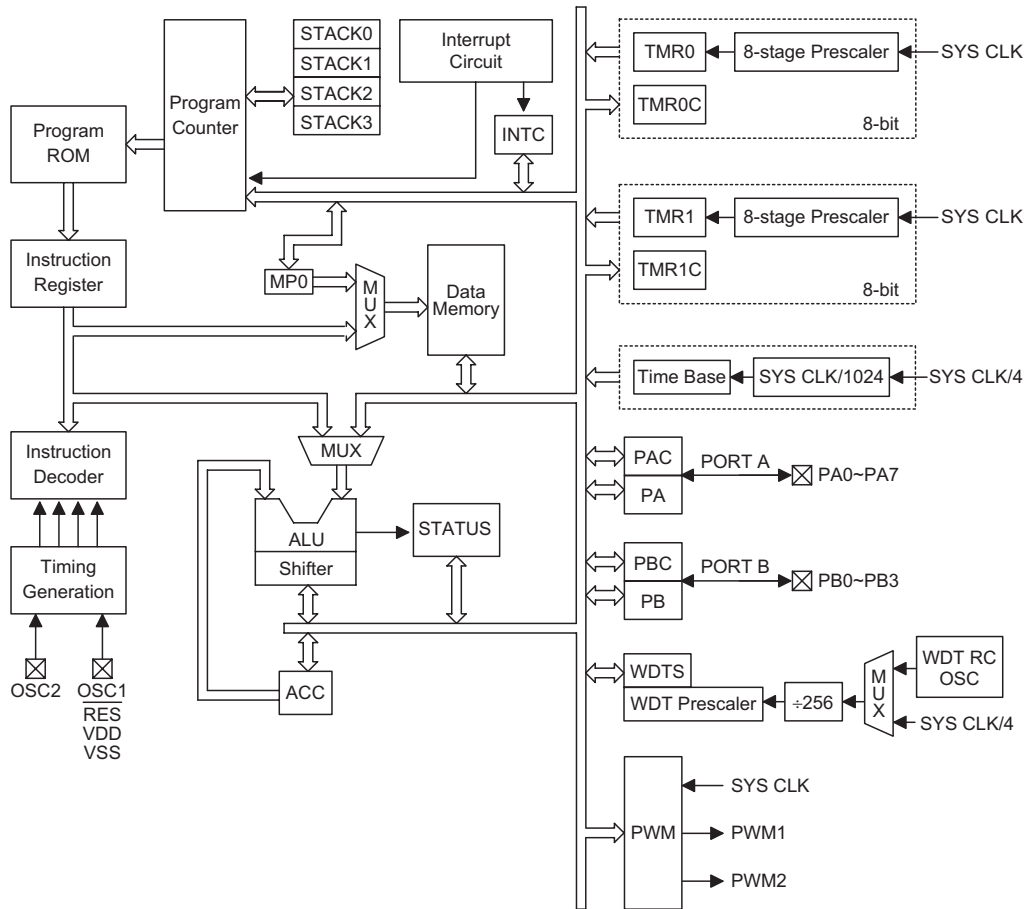 STACK0
STACK1
STACK2
STACK3
Interrupt
Circuit
INTC
Program
Counter
Program
ROM
Instruction
Register
MP0
MUX
Data
Memory
Instruction
Decoder
MUX
ALU
Shifter
STATUS
Timing
Generation
ACC
OSC2
OSC1
RES
VDD
VSS
TMR0
8-stage Prescaler
SYS CLK
TMR0C
8-bit
TMR1
8-stage Prescaler
SYS CLK
TMR1C
8-bit
Time Base
SYS CLK/1024
SYS CLK/4
PAC
PA
PORT A
PA0~PA7
PBC
PB
PORT B
PB0~PB3
WDTS
WDT Prescaler
÷256
MUX
WDT RC
OSC
SYS CLK/4
PWM
SYS CLK
PWM1
PWM2